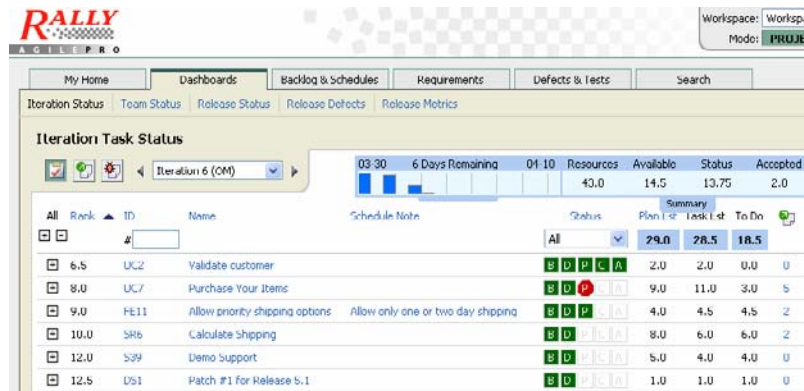 RALLY
AGILE PRO
Workspace: Worksp
Mode: PROJE
My Home Dashboards Backlog & Schedules Requirements Defects & Tests Search
Iteration Status Team Status Release Status Release Defects Release Metrics
Iteration Task Status
Iteration 6 (OM)
03-30 6 Days Remaining 04-10 Resources Available Status Accepted
43.0 14.5 13.75 2.0
Summary
All Rank ID Name Schedule Note Status Plan Est Task Est To Do
# All 29.0 28.5 18.5
6.5 UC2 Validate customer B D P C A 2.0 2.0 0.0 0
8.0 UC7 Purchase Your Items B D P C A 9.0 11.0 3.0 5
9.0 FE11 Allow priority shipping options Allow only one or two day shipping B D P C A 4.0 4.5 4.5 2
10.0 SR6 Calculate Shipping B D P C A 8.0 6.0 6.0 2
12.0 S39 Demo Support B D P C A 5.0 4.0 4.0 0
12.5 DS1 Patch #1 for Release 5.1 B D P C A 1.0 1.0 1.0 0